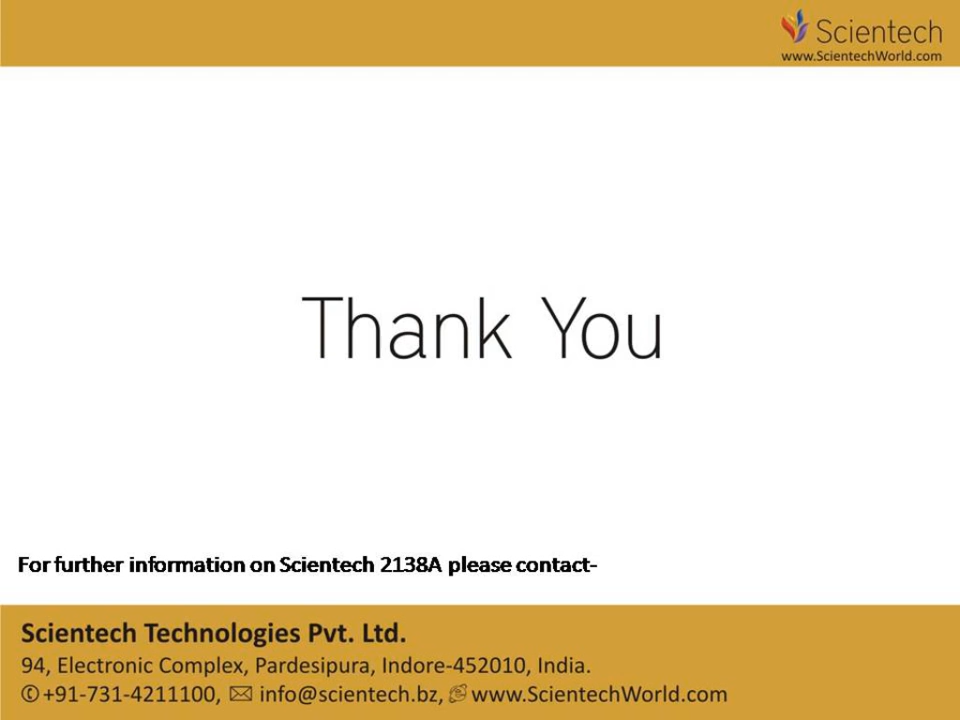 Scientech
www.ScientechWorld.com
Thank You
For further information on Scientech 2138A please contact-
Scientech Technologies Pvt. Ltd.
94, Electronic Complex, Pardesipura, Indore-452010, India.
✆+91-731-4211100, ✉ info@scientech.bz, www.ScientechWorld.com